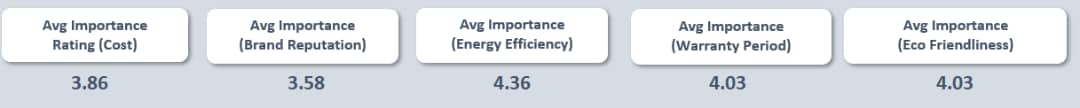 Avg Importance
Rating (Cost)
Avg Importance
(Brand Reputation)
Avg Importance
(Energy Efficiency)
Avg Importance
(Warranty Period)
Avg Importance
(Eco Friendliness)
3.86
3.58
4.36
4.03
4.03